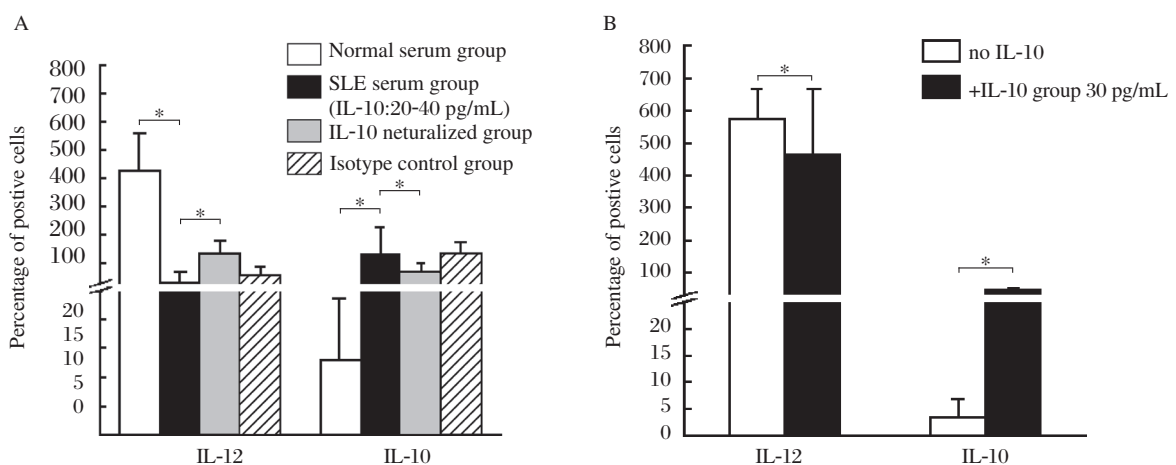 A
Normal serum group
SLE serum group
(IL-10:20-40 pg/mL)
IL-10 neturalized group
Isotype control group
Percentage of postive cells
800
700
600
500
400
300
200
100
20
15
10
5
0
*
*
*
*
IL-12
IL-10
B
no IL-10
+IL-10 group 30 pg/mL
Percentage of postive cells
800
700
600
500
400
300
200
100
20
15
10
5
0
*
*
IL-12
IL-10